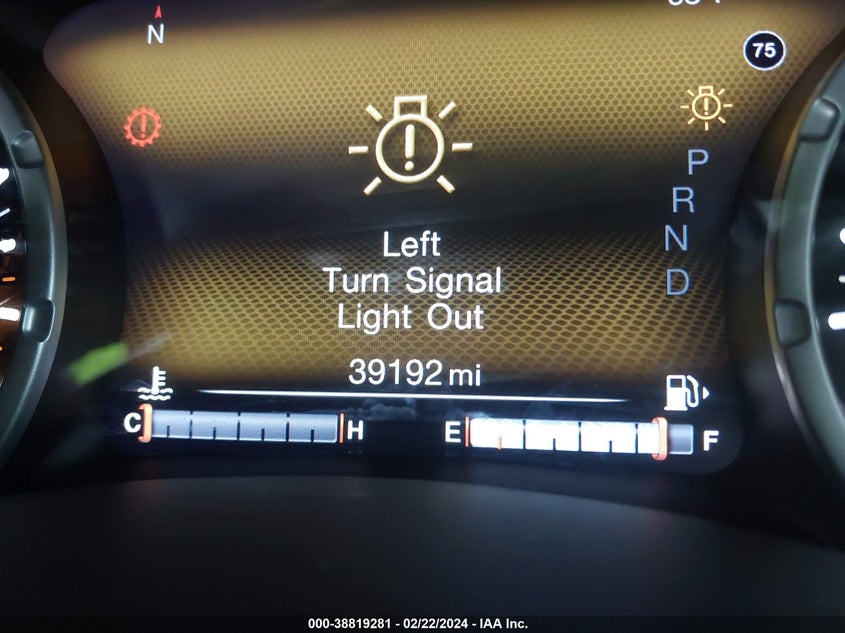 N
75
P
R
N
D
Left
Turn Signal
Light Out
39192 mi
C H E F
000-38819281 - 02/22/2024 - IAA Inc.